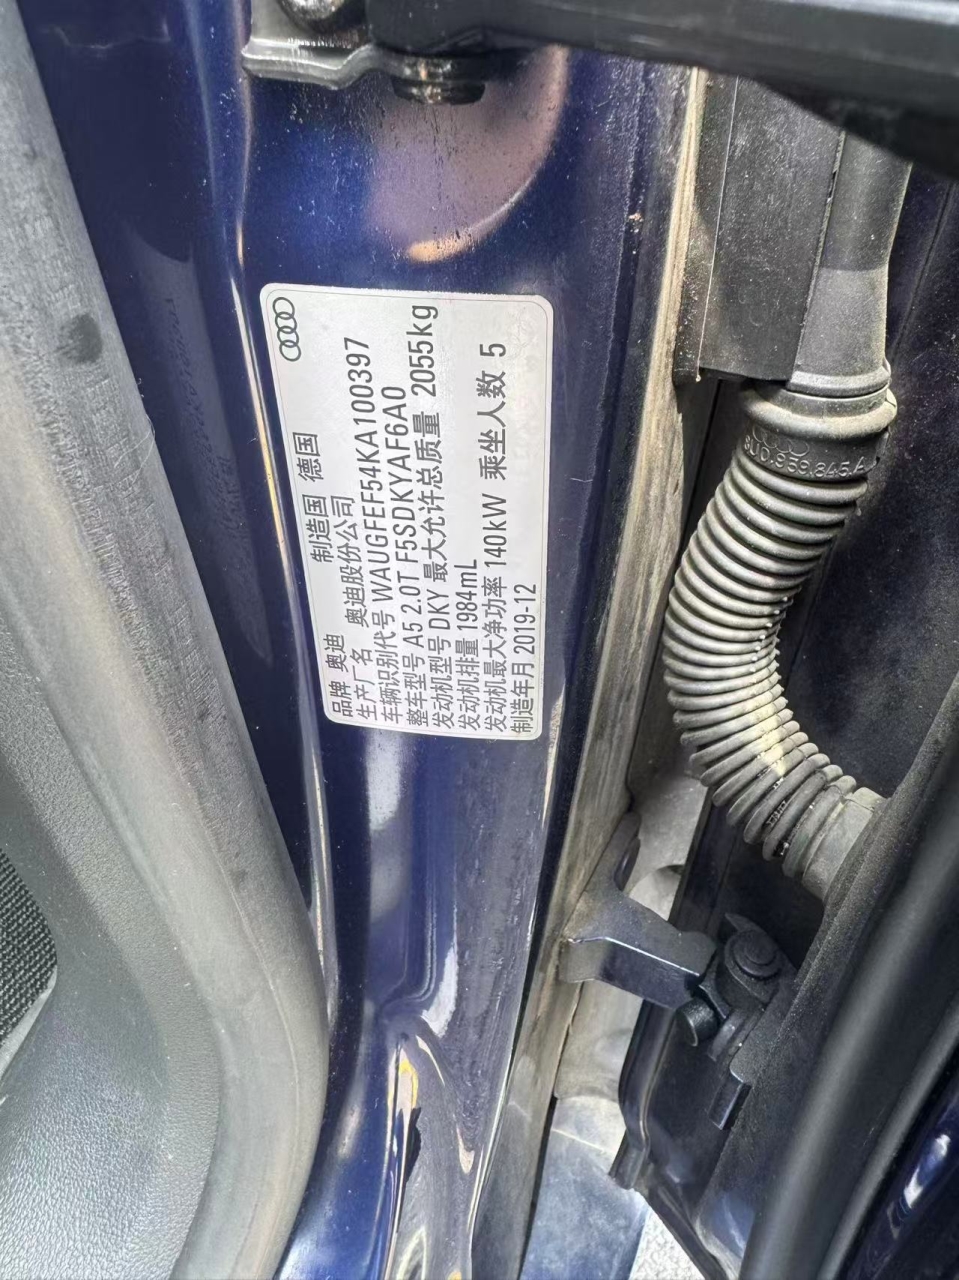 品牌 奥迪 制造国 德国
生产厂名 奥迪股份公司
车辆识别代号 WAUGFEF54KA100397
整车型号 A5 2.0T F5SDKYAF6A0
发动机型号 DKY 最大允许总质量 2055kg
发动机排量 1984mL
发动机最大净功率 140kW 乘坐人数 5
制造年月 2019-12
8U0.959.845.A